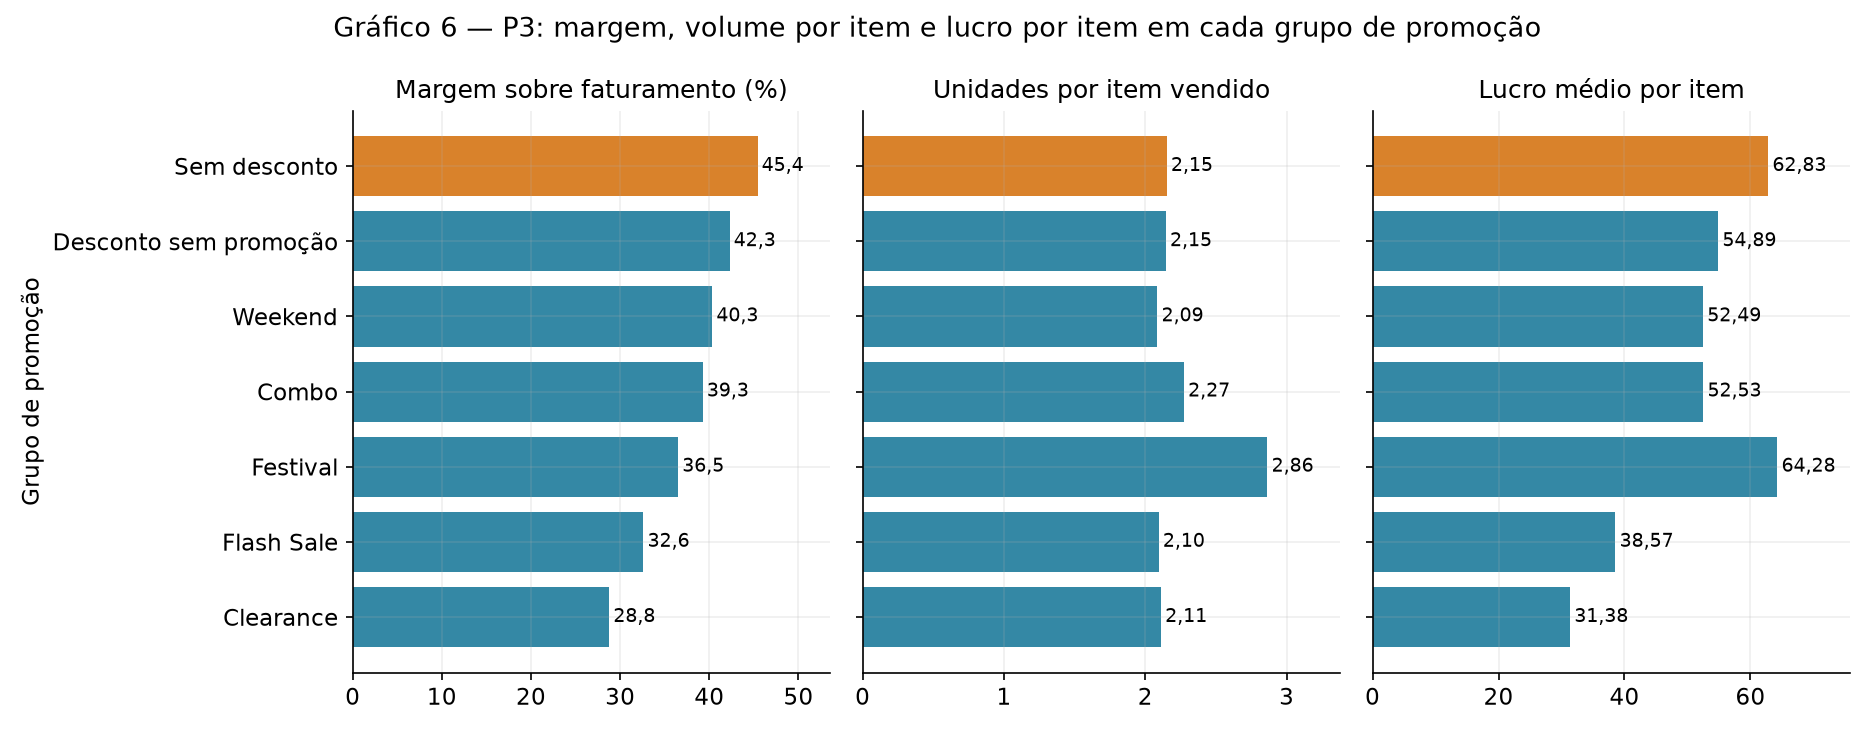 Gráfico 6 — P3: margem, volume por item e lucro por item em cada grupo de promoção
Margem sobre faturamento (%)
Unidades por item vendido
Lucro médio por item
Grupo de promoção
Sem desconto 45,4 2,15 62,83
Desconto sem promoção 42,3 2,15 54,89
Weekend 40,3 2,09 52,49
Combo 39,3 2,27 52,53
Festival 36,5 2,86 64,28
Flash Sale 32,6 2,10 38,57
Clearance 28,8 2,11 31,38
0 10 20 30 40 50
0 1 2 3
0 20 40 60